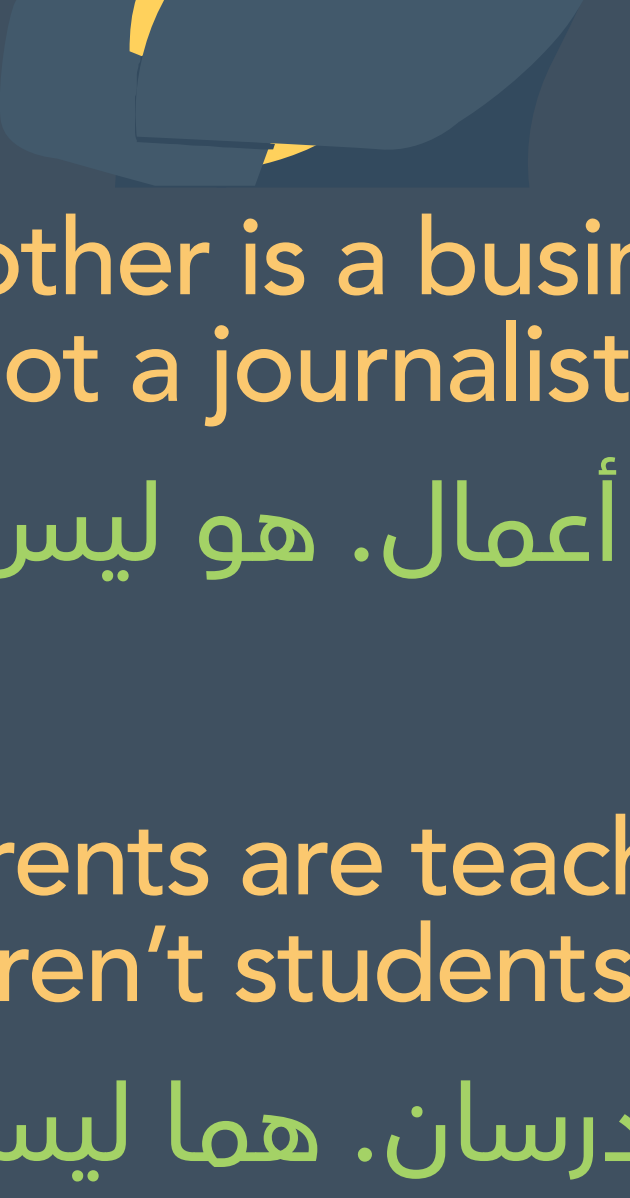 other is a busin
ot a journalist
أعمال. هو ليس
rents are teach
ren’t students
درسان. هما ليس